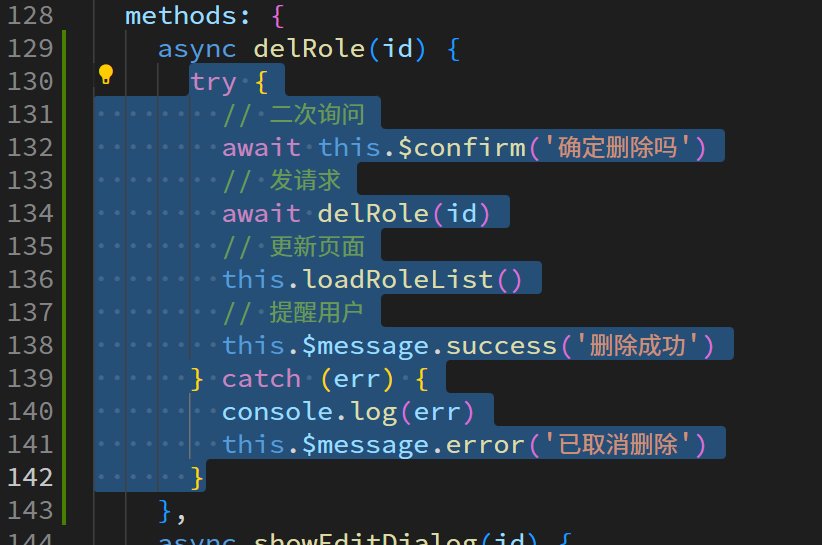 128 methods: {
129 async delRole(id) {
130 try {
131 // 二次询问
132 await this.$confirm('确定删除吗')
133 // 发请求
134 await delRole(id)
135 // 更新页面
136 this.loadRoleList()
137 // 提醒用户
138 this.$message.success('删除成功')
139 } catch (err) {
140 console.log(err)
141 this.$message.error('已取消删除')
142 }
143 },
144 async showEditDialog(id) {